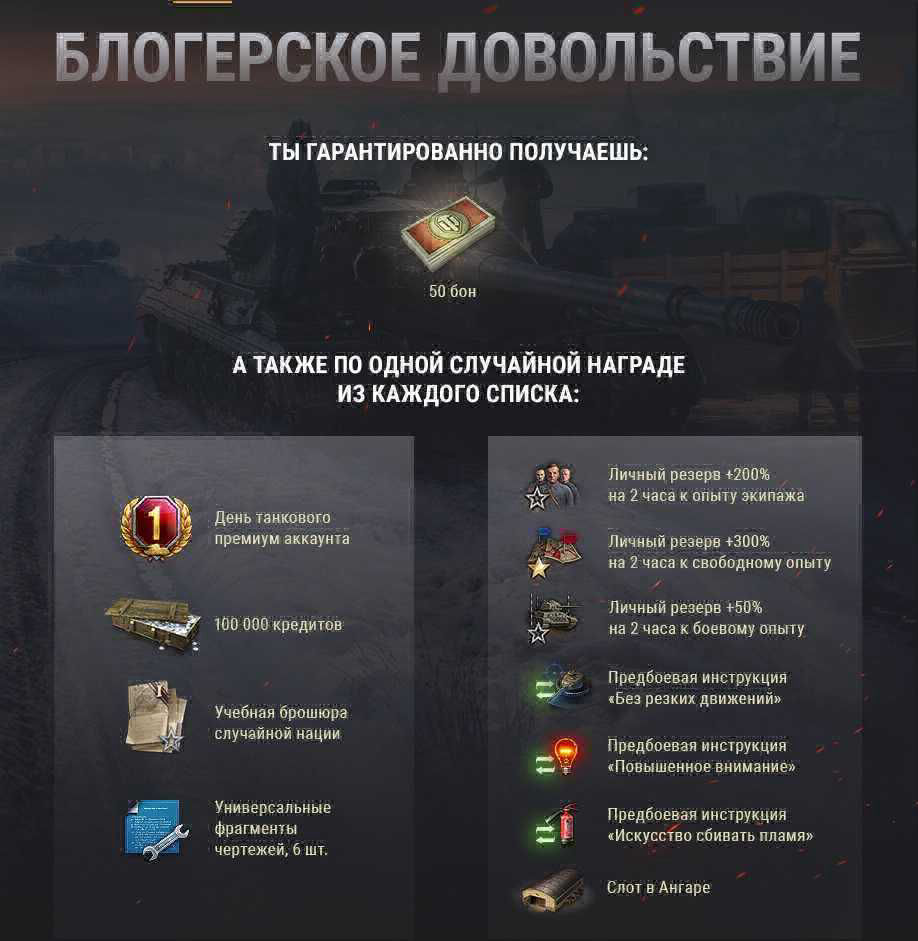 БЛОГЕРСКОЕ ДОВОЛЬСТВИЕ
ТЫ ГАРАНТИРОВАННО ПОЛУЧАЕШЬ:
50 бон
А ТАКЖЕ ПО ОДНОЙ СЛУЧАЙНОЙ НАГРАДЕ
ИЗ КАЖДОГО СПИСКА:
1
День танкового
премиум аккаунта
100 000 кредитов
I
Учебная брошюра
случайной нации
Универсальные
фрагменты
чертежей, 6 шт.
Личный резерв +200%
на 2 часа к опыту экипажа
Личный резерв +300%
на 2 часа к свободному опыту
Личный резерв +50%
на 2 часа к боевому опыту
Предбоевая инструкция
«Без резких движений»
Предбоевая инструкция
«Повышенное внимание»
Предбоевая инструкция
«Искусство сбивать пламя»
Слот в Ангаре